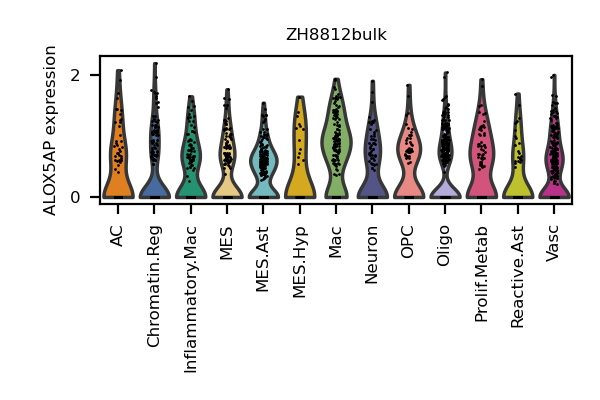 ZH8812bulk
ALOX5AP expression
2
0
AC
Chromatin.Reg
Inflammatory.Mac
MES
MES.Ast
MES.Hyp
Mac
Neuron
OPC
Oligo
Prolif.Metab
Reactive.Ast
Vasc